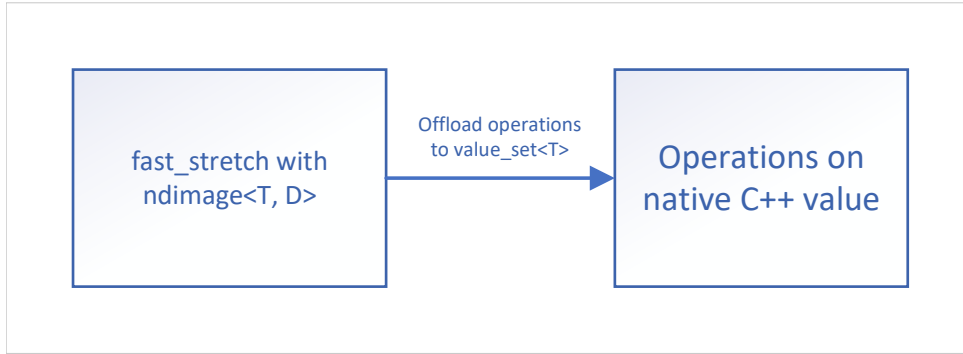 fast_stretch with
ndimage<T, D>
Offload operations
to value_set<T>
Operations on
native C++ value